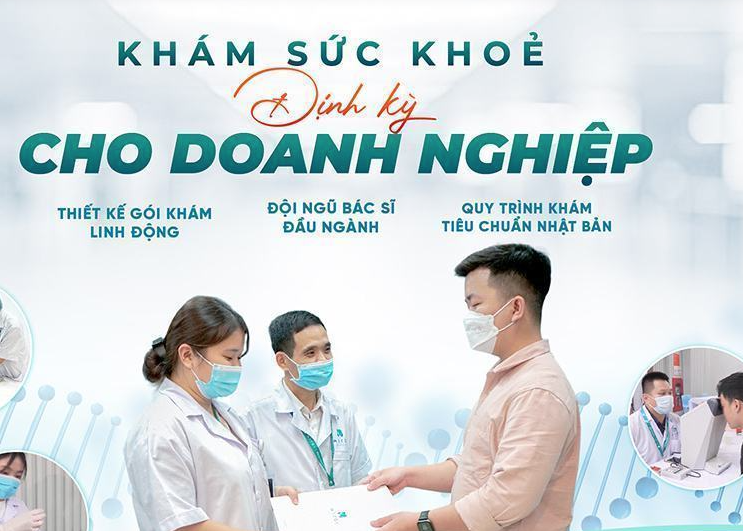 KHÁM SỨC KHOẺ
Định kỳ
CHO DOANH NGHIỆP
THIẾT KẾ GÓI KHÁM
LINH ĐỘNG
ĐỘI NGŨ BÁC SĨ
ĐẦU NGÀNH
QUY TRÌNH KHÁM
TIÊU CHUẨN NHẬT BẢN